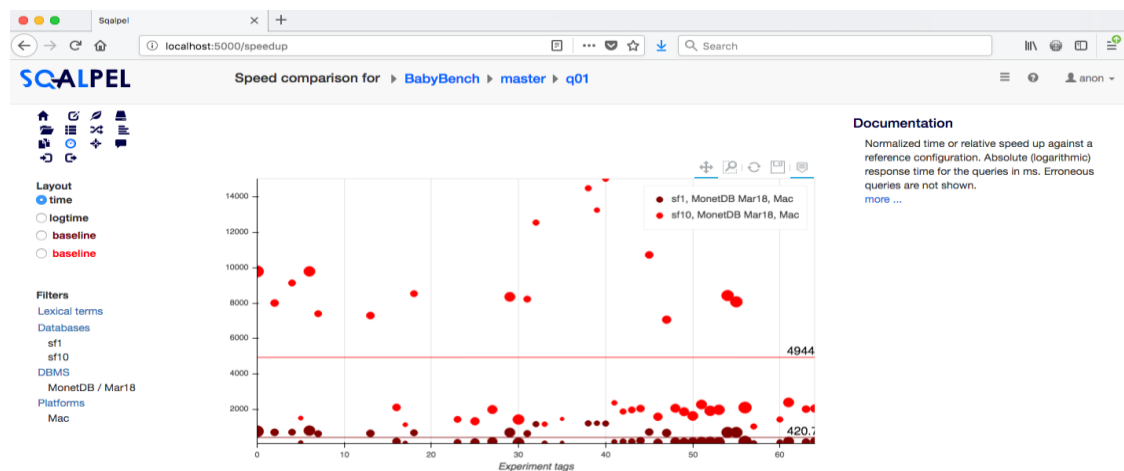 Sqalpel
localhost:5000/speedup
Search
SQALPEL
Speed comparison for BabyBench master q01
anon
Layout
time
logtime
baseline
baseline
Filters
Lexical terms
Databases
sf1
sf10
DBMS
MonetDB / Mar18
Platforms
Mac
14000
12000
10000
8000
6000
4000
2000
0
10
20
30
40
50
60
Experiment tags
sf1, MonetDB Mar18, Mac
sf10, MonetDB Mar18, Mac
4944
420.7
Documentation
Normalized time or relative speed up against a
reference configuration. Absolute (logarithmic)
response time for the queries in ms. Erroneous
queries are not shown.
more ...